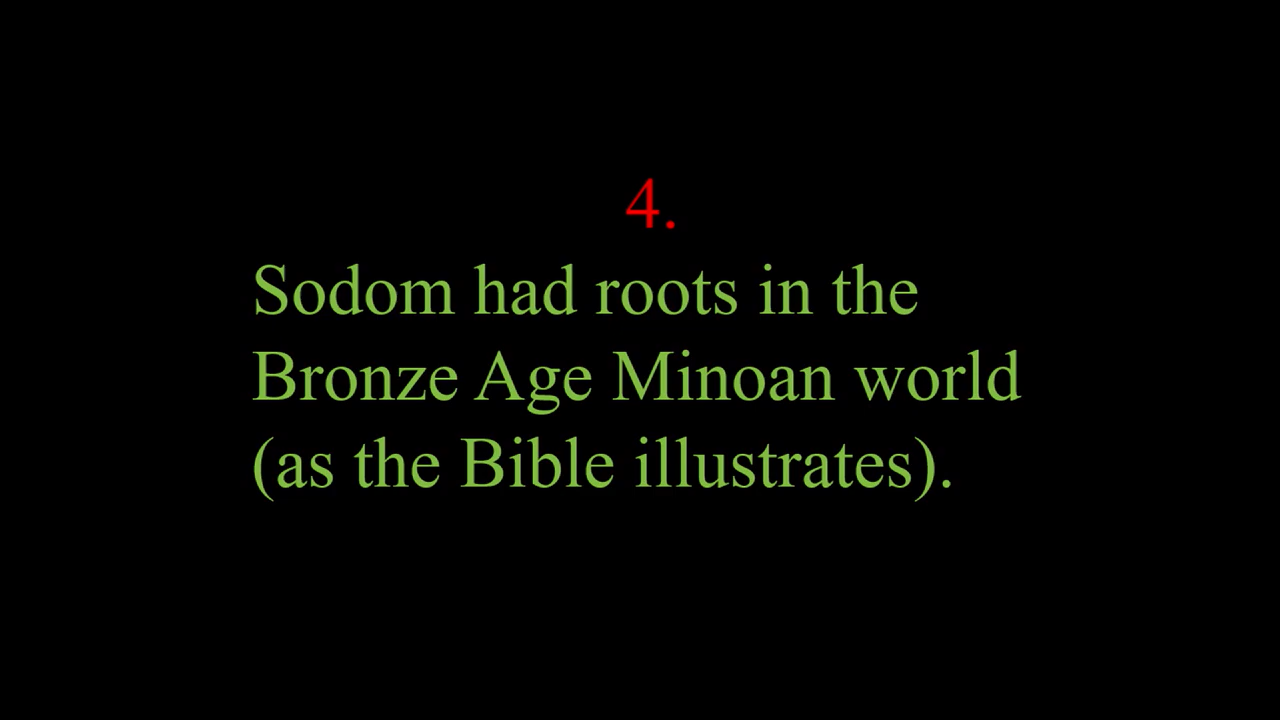 4.
Sodom had roots in the
Bronze Age Minoan world
(as the Bible illustrates).